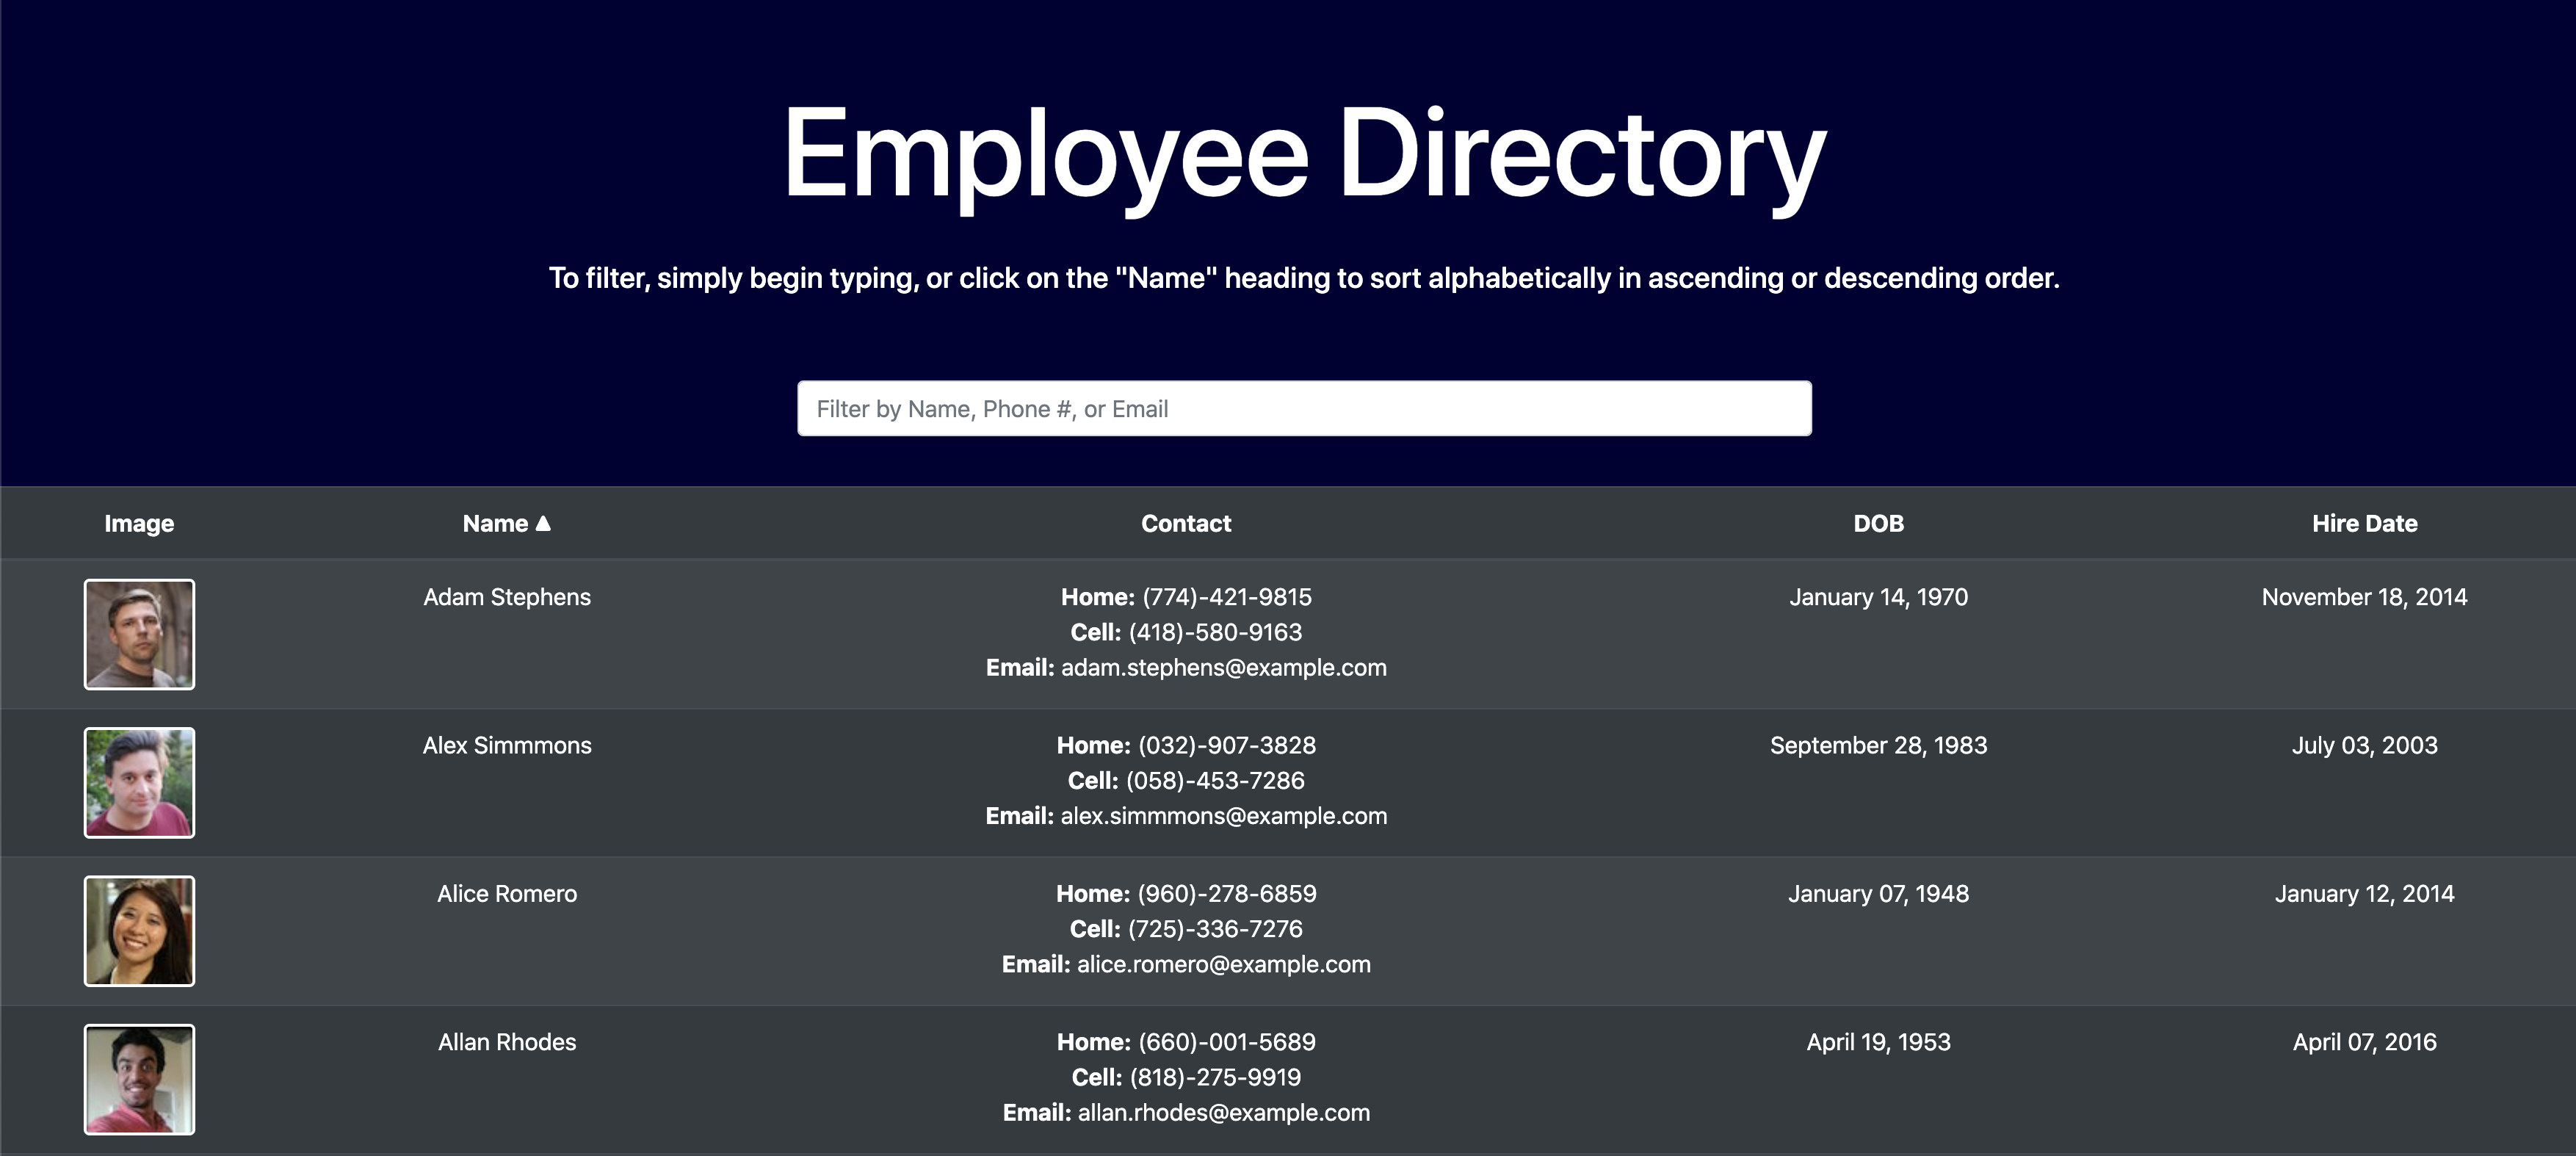 Employee Directory
To filter, simply begin typing, or click on the "Name" heading to sort alphabetically in ascending or descending order.
Filter by Name, Phone #, or Email
Image Name ▲ Contact DOB Hire Date
Adam Stephens Home: (774)-421-9815 January 14, 1970 November 18, 2014
Cell: (418)-580-9163
Email: adam.stephens@example.com
Alex Simmmons Home: (032)-907-3828 September 28, 1983 July 03, 2003
Cell: (058)-453-7286
Email: alex.simmmons@example.com
Alice Romero Home: (960)-278-6859 January 07, 1948 January 12, 2014
Cell: (725)-336-7276
Email: alice.romero@example.com
Allan Rhodes Home: (660)-001-5689 April 19, 1953 April 07, 2016
Cell: (818)-275-9919
Email: allan.rhodes@example.com